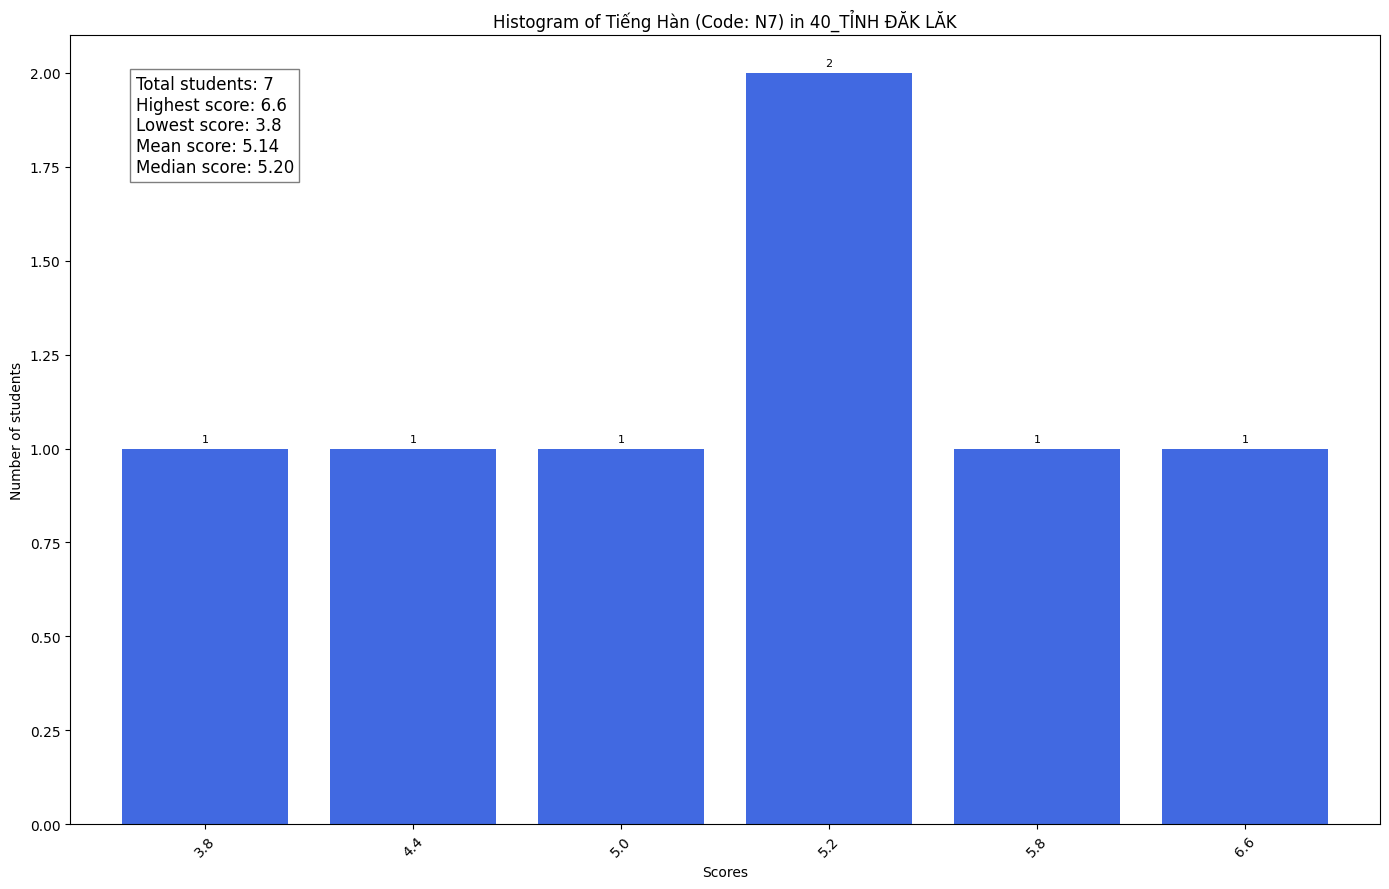 Histogram of Tiếng Hàn (Code: N7) in 40_TỈNH ĐĂK LĂK
Total students: 7
Highest score: 6.6
Lowest score: 3.8
Mean score: 5.14
Median score: 5.20
Number of students
2.00
1.75
1.50
1.25
1.00
0.75
0.50
0.25
0.00
1
1
1
2
1
1
3.8
4.4
5.0
5.2
5.8
6.6
Scores